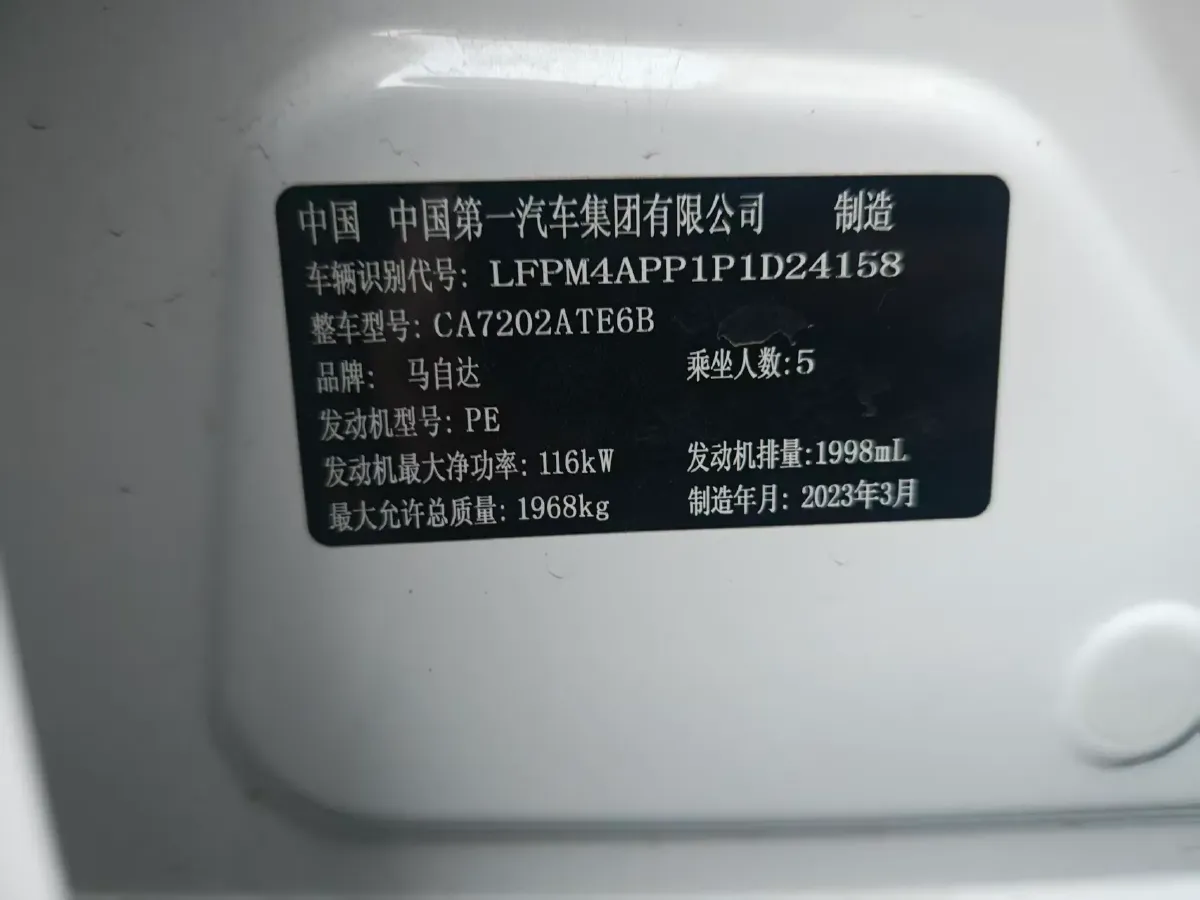 中国 中国第一汽车集团有限公司 制造
车辆识别代号: LFPM4APP1P1D24158
整车型号: CA7202ATE6B
品牌: 马自达 乘坐人数:5
发动机型号: PE
发动机最大净功率: 116kW 发动机排量:1998mL
最大允许总质量: 1968kg 制造年月: 2023年3月